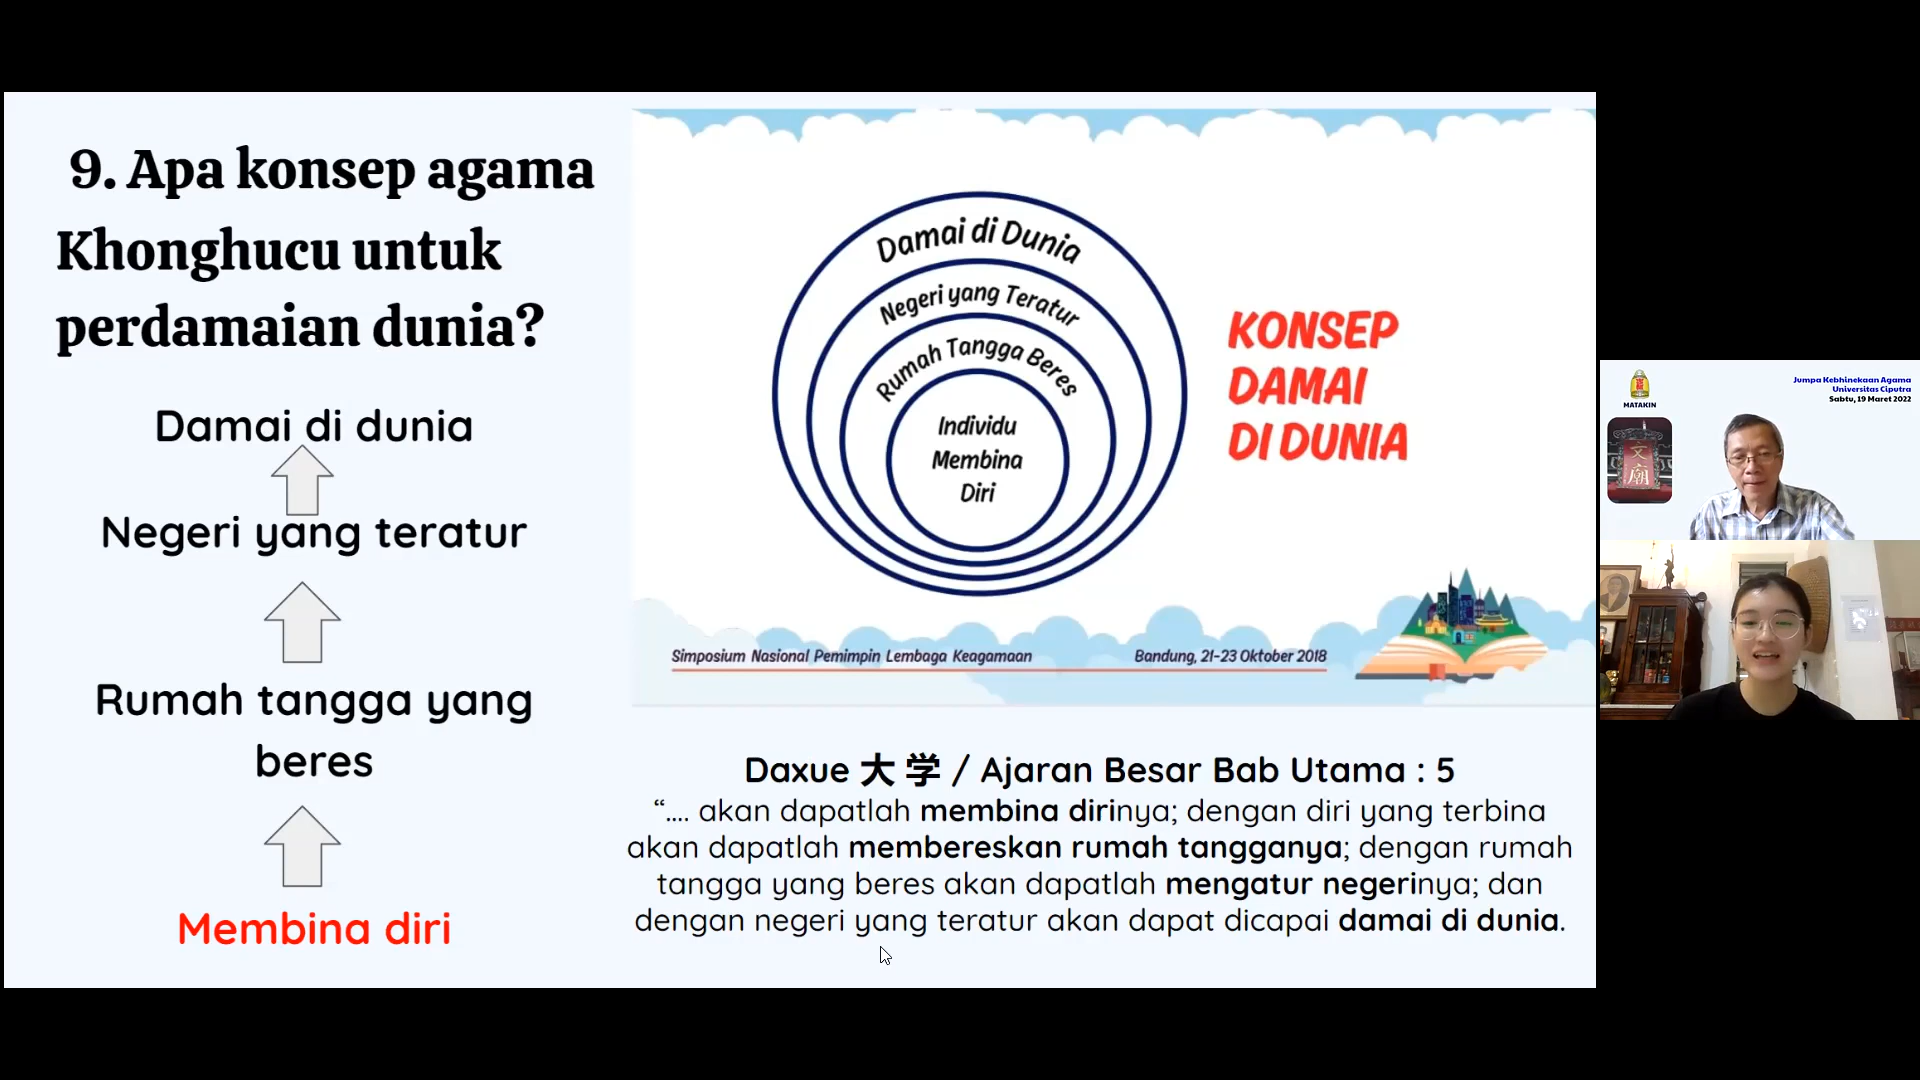 9. Apa konsep agama
Khonghucu untuk
perdamaian dunia?
Damai di dunia
Negeri yang teratur
Rumah tangga yang
beres
Membina diri
Damai di Dunia
Negeri yang Teratur
Rumah Tangga Beres
Individu
Membina
Diri
KONSEP
DAMAI
DI DUNIA
Simposium Nasional Pemimpin Lembaga Keagamaan
Bandung, 21-23 Oktober 2018
Daxue 大学 / Ajaran Besar Bab Utama : 5
“.... akan dapatlah membina dirinya; dengan diri yang terbina
akan dapatlah membereskan rumah tangganya; dengan rumah
tangga yang beres akan dapatlah mengatur negerinya; dan
dengan negeri yang teratur akan dapat dicapai damai di dunia.
MATAKIN
Jumpa Kebhinekaan Agama
Universitas Ciputra
Sabtu, 19 Maret 2022
文
廟